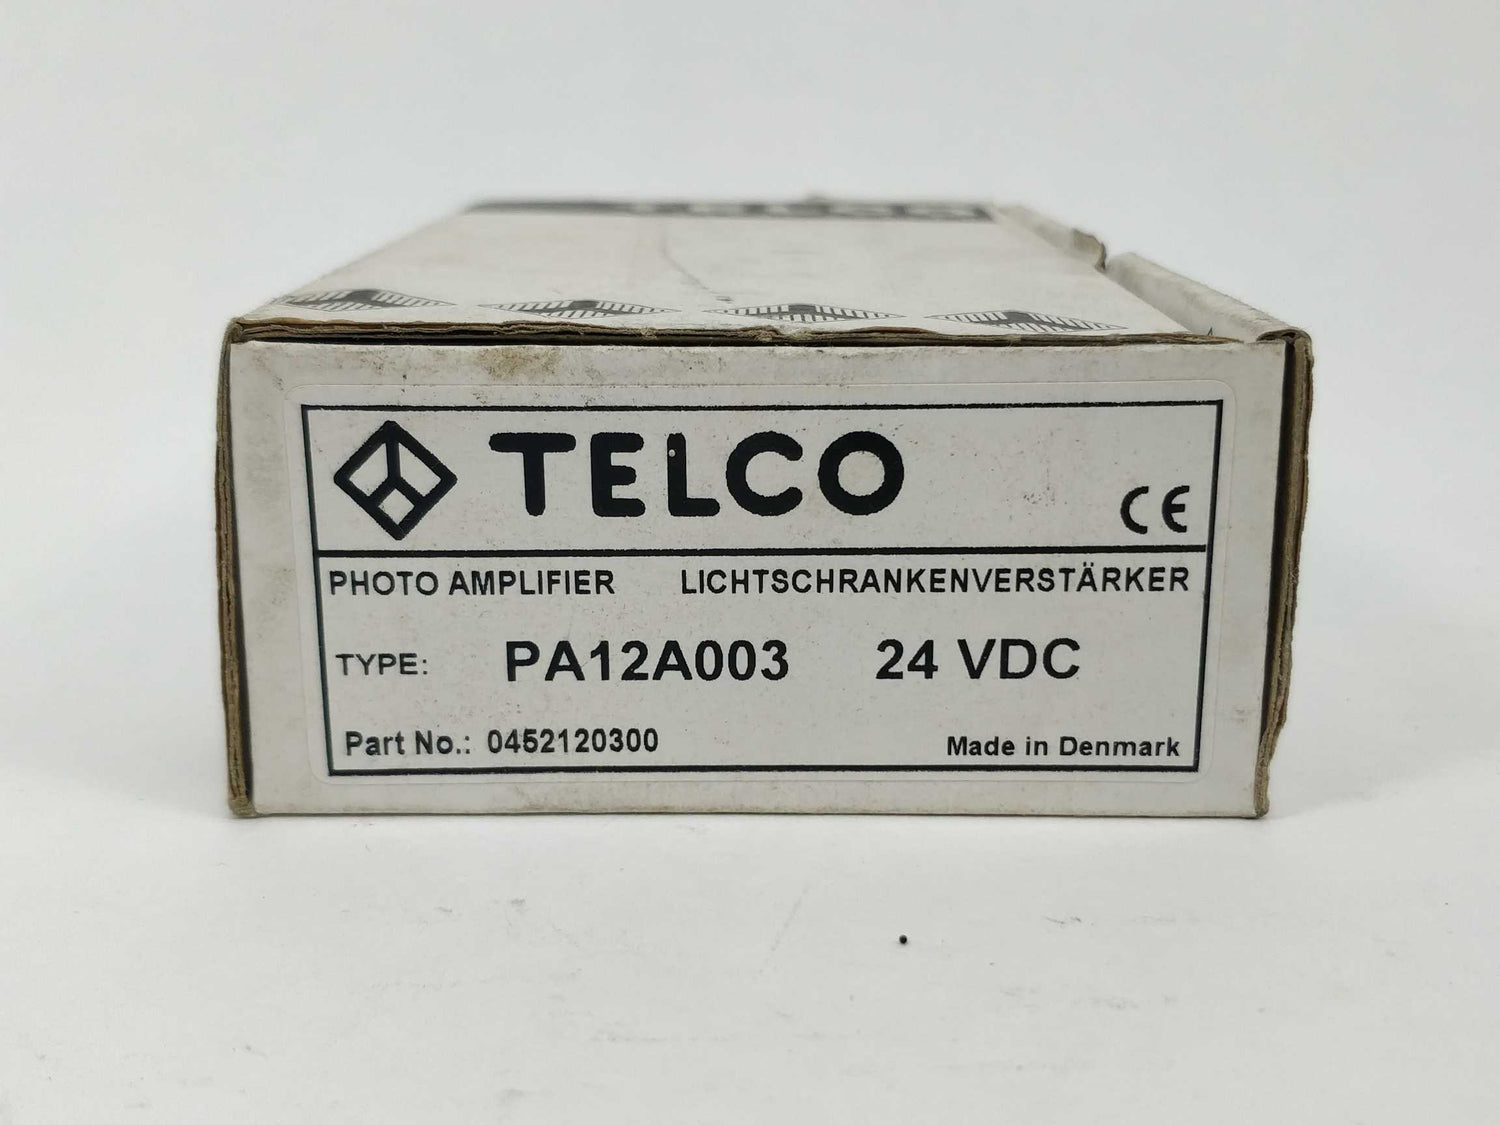 TELCO
CE
PHOTO AMPLIFIER LICHTSCHRANKENVERSTÄRKER
TYPE: PA12A003 24 VDC
Part No.: 0452120300 Made in Denmark